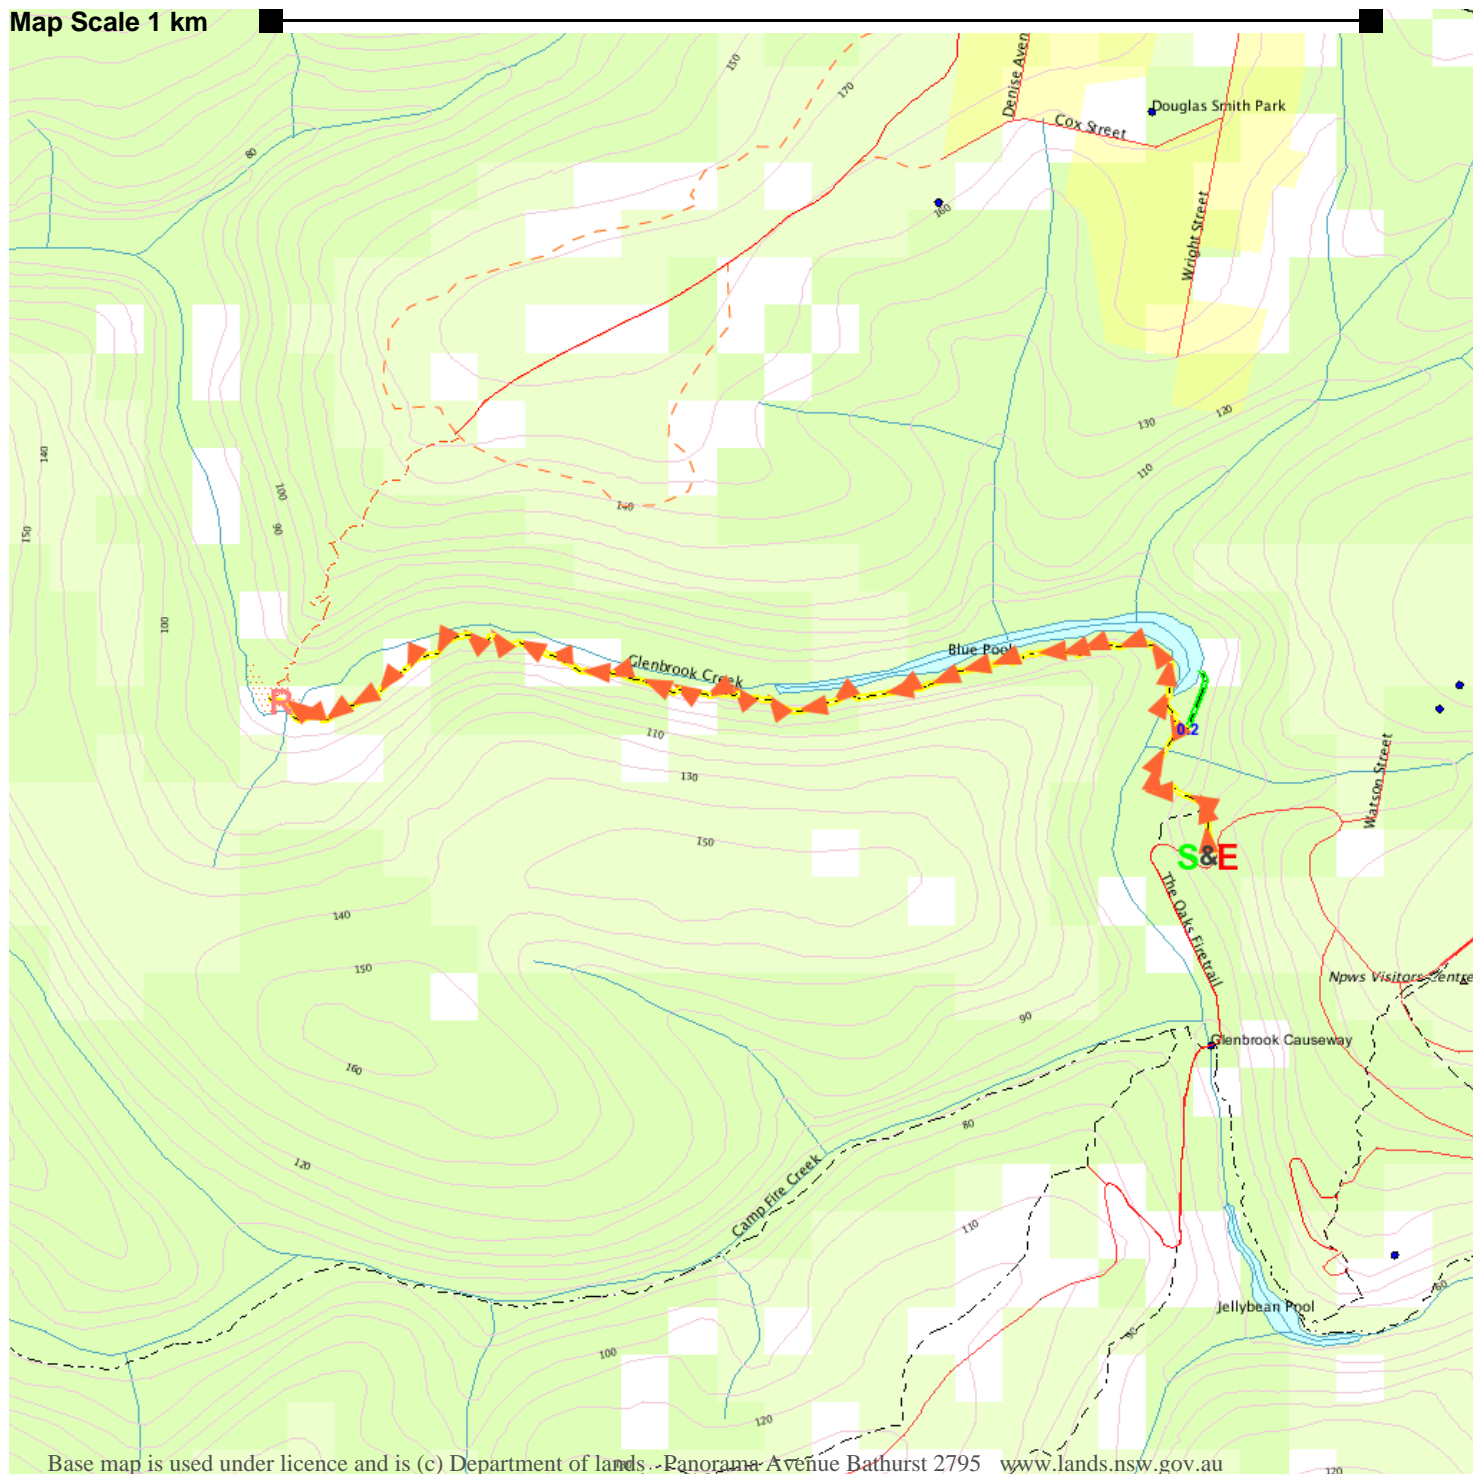 Map Scale 1 km
150
Denise Aven
170
Douglas Smith Park
Cox Street
80
160
Wright Street
120
130
140
110
100
90
150
140
100
Blue Pool
Glenbrook Creek
R
0.2
110
130
Watson Street
150
S&E
The Oaks Firetrail
140
150
Npws Visitors Centre
90
160
Glenbrook Causeway
80
120
Camp Fire Creek
110
60
Jellybean Pool
90
100
120
120
Base map is used under licence and is (c) Department of lands Panorama Avenue Bathurst 2795 www.lands.nsw.gov.au